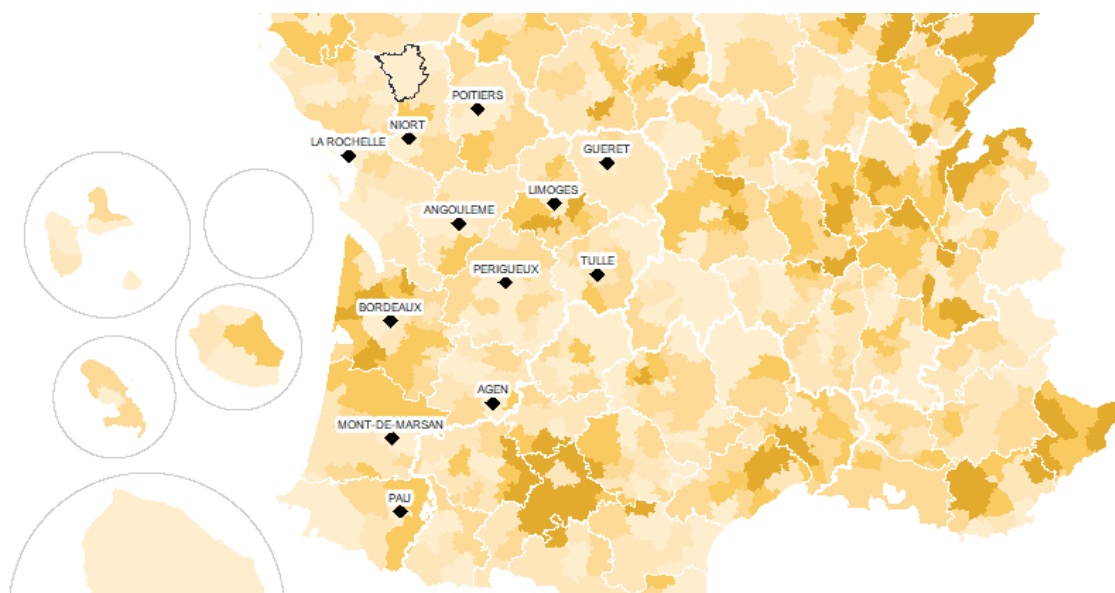 POITIERS
NIORT
LA ROCHELLE
GUERET
LIMOGES
ANGOULEME
PERIGUEUX
TULLE
BORDEAUX
AGEN
MONT-DE-MARSAN
PAU